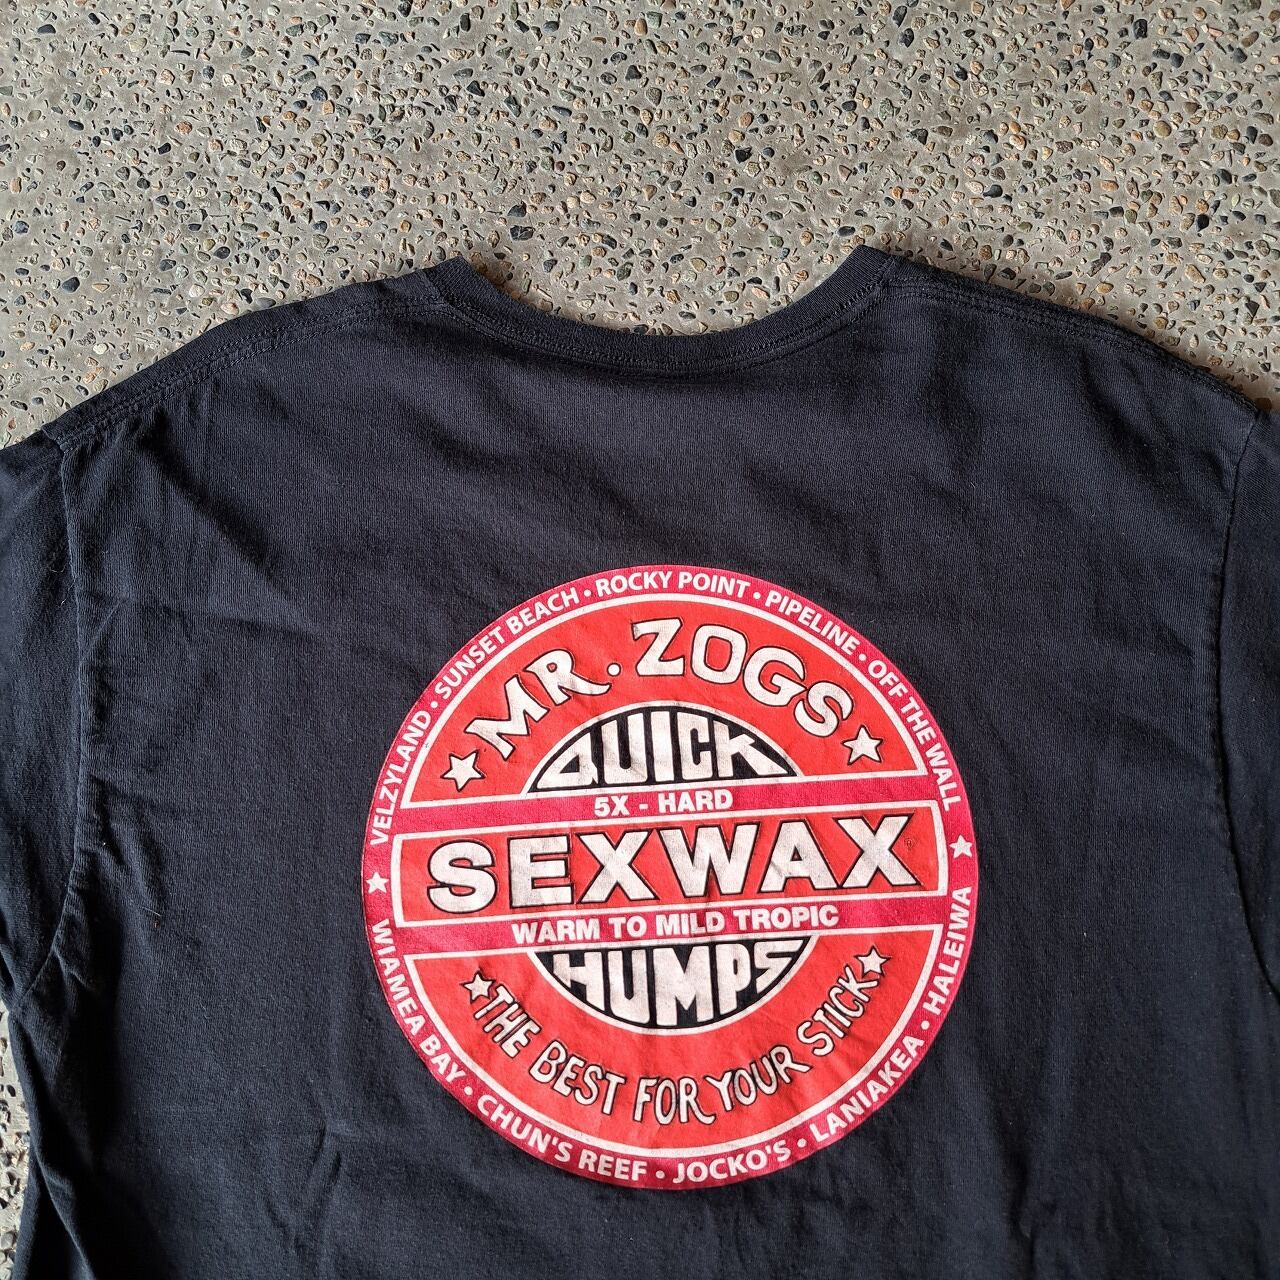 VELZYLAND • SUNSET BEACH • ROCKY POINT • PIPELINE • OFF THE WALL
MR. ZOGS
QUICK
5X - HARD
SEXWAX
WARM TO MILD TROPIC
HUMPS
THE BEST FOR YOUR STICK
WIAMEA BAY • CHUN'S REEF • JOCKO'S • LANIAKEA • HALEIWA